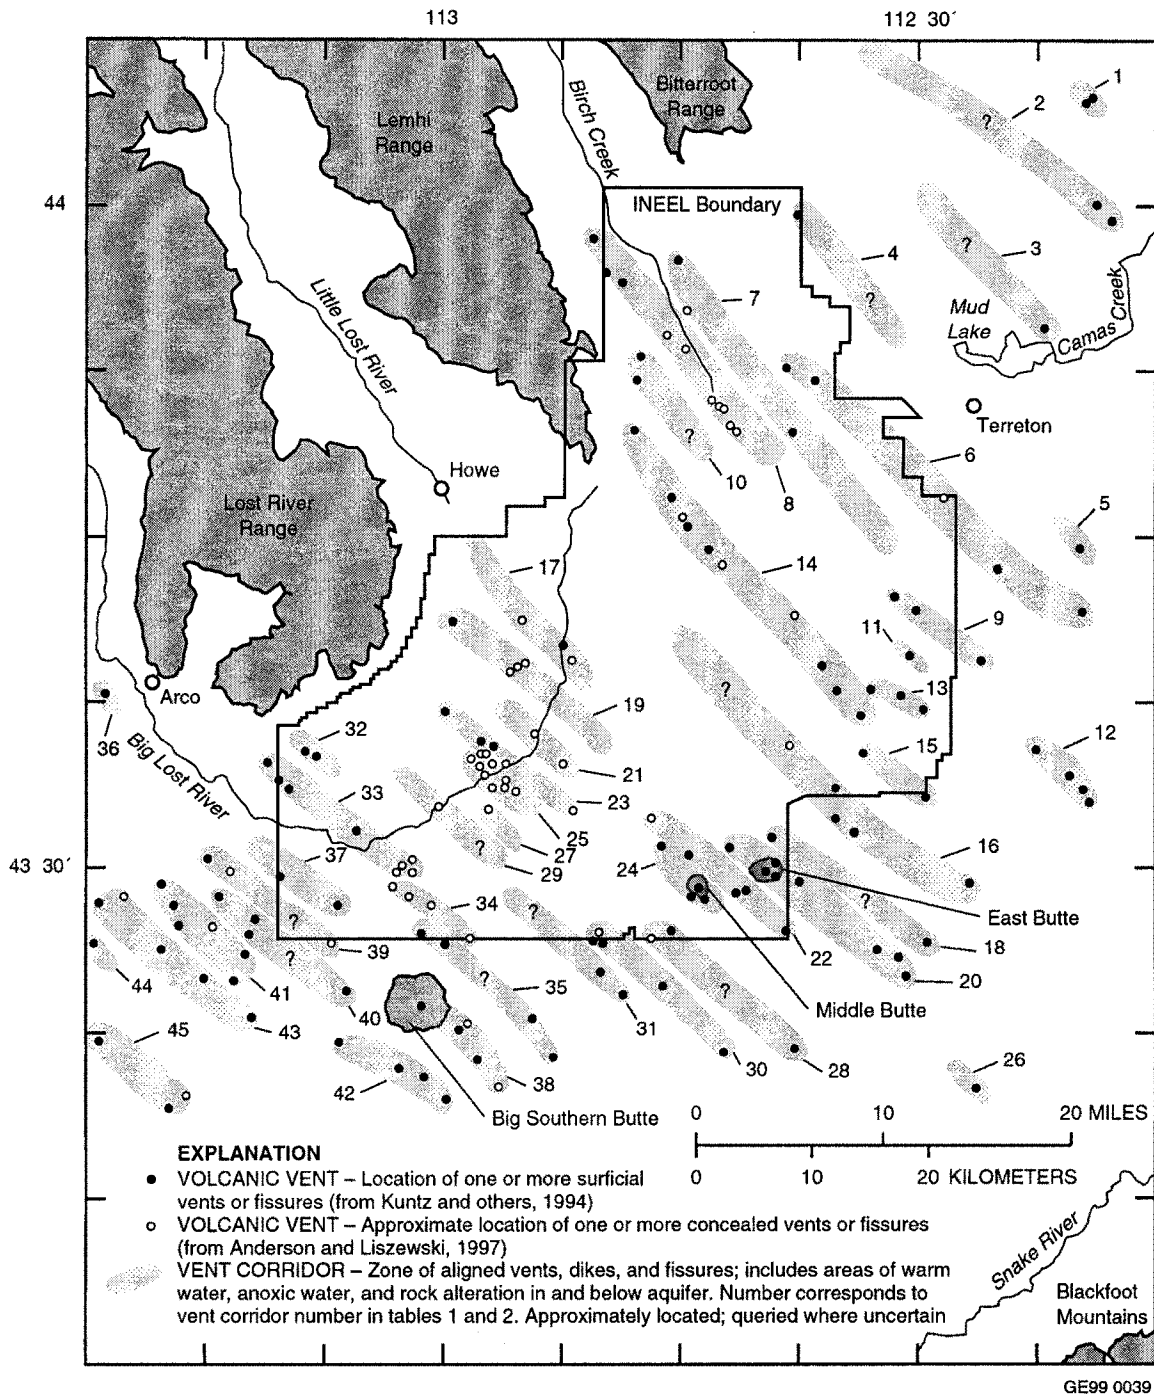 113
112 30´
44
43 30´
Bitterroot
Range
Lemhi
Range
Birch Creek
1
2
INEEL Boundary
4
3
7
Mud
Lake
Camas Creek
Little Lost River
Terreton
6
10
8
5
Howe
Lost River
Range
17
14
9
11
13
Arco
36
32
19
15
12
Big Lost River
33
21
23
25
27
29
37
24
16
34
East Butte
18
39
22
20
44
41
35
Middle Butte
40
43
31
45
30
28
26
42
38
Big Southern Butte
0 10 20 MILES
0 10 20 KILOMETERS
EXPLANATION
VOLCANIC VENT – Location of one or more surficial
vents or fissures (from Kuntz and others, 1994)
VOLCANIC VENT – Approximate location of one or more concealed vents or fissures
(from Anderson and Liszewski, 1997)
VENT CORRIDOR – Zone of aligned vents, dikes, and fissures; includes areas of warm
water, anoxic water, and rock alteration in and below aquifer. Number corresponds to
vent corridor number in tables 1 and 2. Approximately located; queried where uncertain
Snake River
Blackfoot
Mountains
GE99 0039
?
?
?
?
?
?
?
?
?
?
?
?